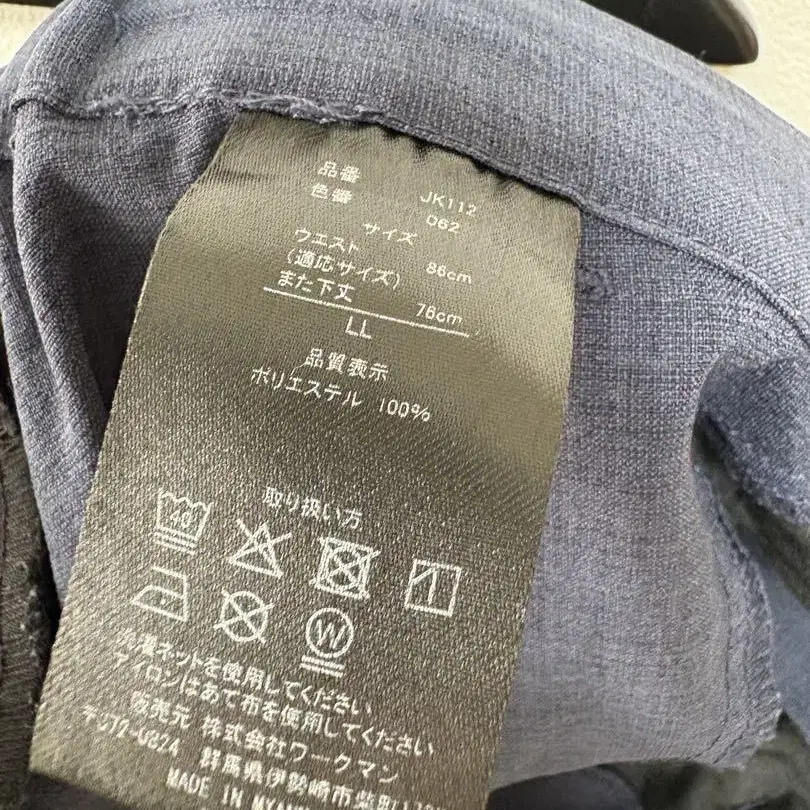 品番 JK112
色番 062
サイズ
ウエスト 86cm
(適応サイズ)
また下丈 76cm
LL
品質表示
ポリエステル 100%
取り扱い方
40
W
洗濯ネットを使用してください
アイロンはあて布を使用してください
販売元 株式会社ワークマン
〒372-0824 群馬県伊勢崎市柴町
MADE IN